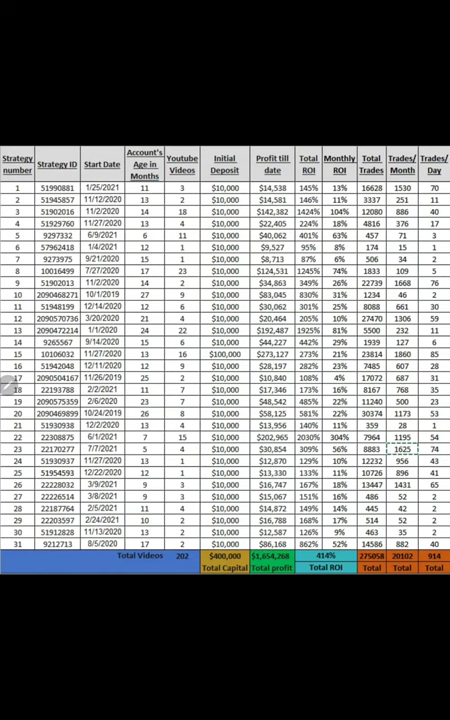 Strategy number Strategy ID Start Date Account's Age in Months Youtube Videos Initial Deposit Profit till date Total ROI Monthly ROI Total Trades Trades/ Month Trades/ Day
1 51990881 1/25/2021 11 3 $10,000 $14,538 145% 13% 16628 1530 70
2 51945857 11/12/2020 13 2 $10,000 $14,581 146% 11% 3337 251 11
3 51902016 11/2/2020 14 18 $10,000 $142,382 1424% 104% 12080 886 40
4 51929760 11/27/2020 13 4 $10,000 $22,405 224% 18% 4816 376 17
5 9297332 6/9/2021 6 11 $10,000 $40,062 401% 63% 457 71 3
6 57962418 1/4/2021 12 1 $10,000 $9,527 95% 8% 174 15 1
7 9273975 9/21/2020 15 1 $10,000 $8,713 87% 6% 506 34 2
8 10016499 7/27/2020 17 23 $10,000 $124,531 1245% 74% 1833 109 5
9 51902013 11/2/2020 14 2 $10,000 $34,863 349% 26% 22739 1668 76
10 2090468271 10/1/2019 27 9 $10,000 $83,045 830% 31% 1234 46 2
11 51948199 12/14/2020 12 6 $10,000 $30,062 301% 25% 8088 661 30
12 2090570736 3/20/2020 21 4 $10,000 $20,464 205% 10% 27470 1306 59
13 2090472214 1/1/2020 24 22 $10,000 $192,487 1925% 81% 5500 232 11
14 9265567 9/14/2020 15 6 $10,000 $44,227 442% 29% 1939 127 6
15 10106032 11/27/2020 13 16 $100,000 $273,127 273% 21% 23814 1860 85
16 51942048 12/11/2020 12 9 $10,000 $28,197 282% 23% 7485 607 28
17 2090504167 11/26/2019 25 2 $10,000 $10,840 108% 4% 17072 687 31
18 22193788 2/2/2021 11 7 $10,000 $17,346 173% 16% 8167 768 35
19 2090575359 2/6/2020 23 7 $10,000 $48,542 485% 22% 11240 500 23
20 2090469899 10/24/2019 26 8 $10,000 $58,125 581% 22% 30374 1173 53
21 51930938 12/2/2020 13 4 $10,000 $13,956 140% 11% 359 28 1
22 22308875 6/1/2021 7 15 $10,000 $202,965 2030% 304% 7964 1195 54
23 22170277 7/7/2021 5 4 $10,000 $30,854 309% 56% 8883 1625 74
24 51930937 11/27/2020 13 1 $10,000 $12,870 129% 10% 12232 956 43
25 51954593 12/22/2020 12 1 $10,000 $13,330 133% 11% 10726 896 41
26 22228032 3/9/2021 9 3 $10,000 $16,747 167% 18% 13447 1431 65
27 22226514 3/8/2021 9 3 $10,000 $15,067 151% 16% 486 52 2
28 22187764 2/5/2021 11 4 $10,000 $14,872 149% 14% 445 42 2
29 22203597 2/24/2021 10 2 $10,000 $16,788 168% 17% 514 52 2
30 51912828 11/13/2020 13 2 $10,000 $12,587 126% 9% 463 35 2
31 9212713 8/5/2020 17 2 $10,000 $86,168 862% 52% 14586 882 40
Total Videos 202 $400,000 $1,654,268 414% 275058 20102 914
Total Capital Total profit Total ROI Total Total Total